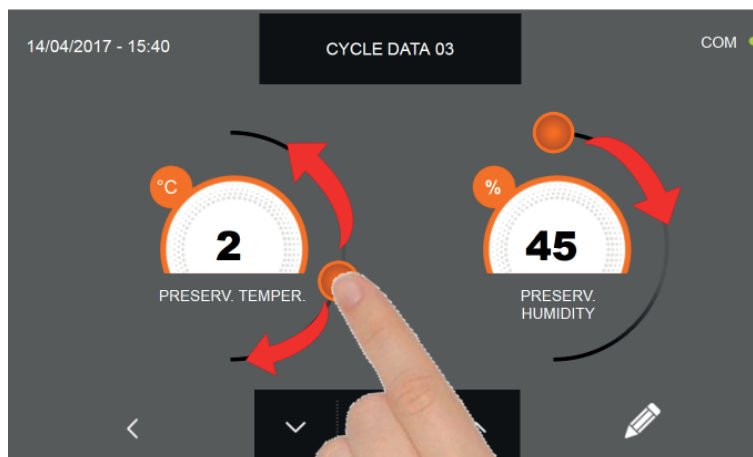 14/04/2017 - 15:40
CYCLE DATA 03
COM
°C
2
PRESERV. TEMPER.
%
45
PRESERV.
HUMIDITY